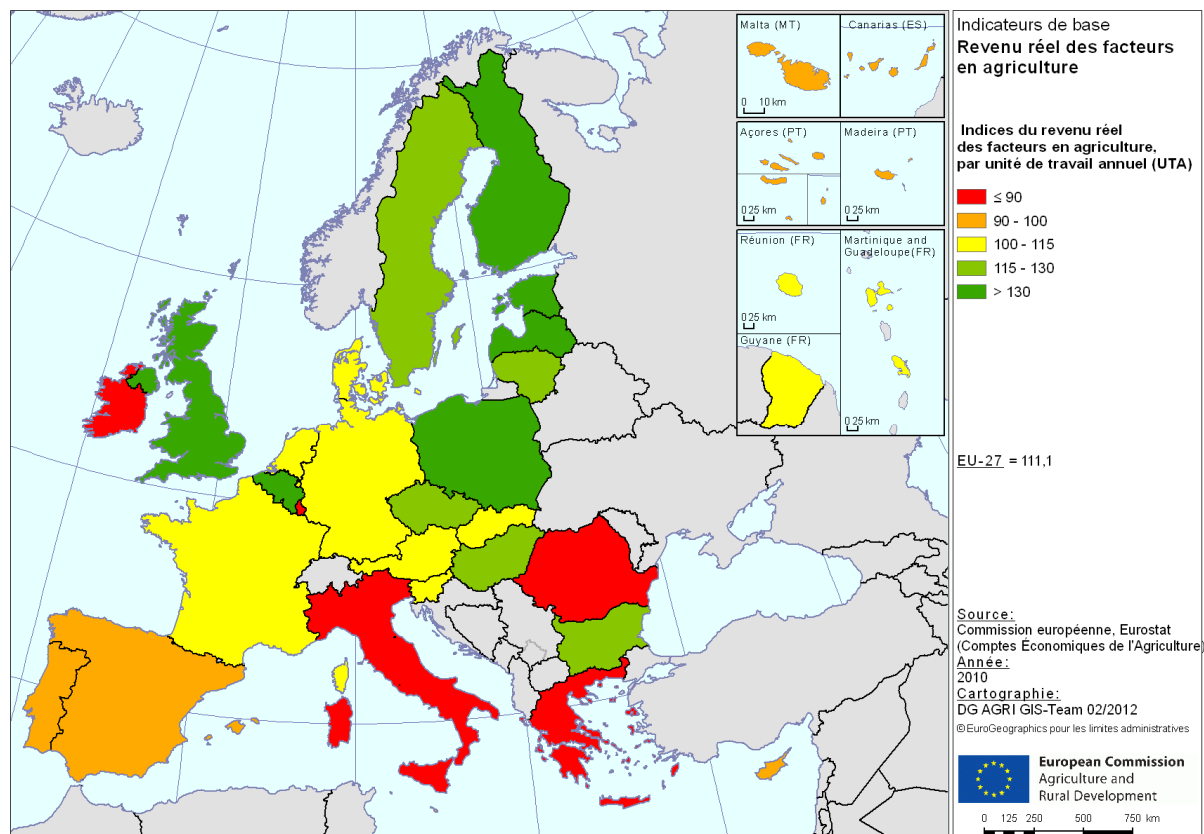 Malta (MT)
0 10 km
Canarias (ES)
Açores (PT)
0 25 km
Madeira (PT)
0 25 km
Réunion (FR)
0 25 km
Martinique and
Guadeloupe(FR)
0 25 km
Guyane (FR)
Indicateurs de base
Revenu réel des facteurs
en agriculture
Indices du revenu réel
des facteurs en agriculture,
par unité de travail annuel (UTA)
≤ 90
90 - 100
100 - 115
115 - 130
> 130
EU-27 = 111,1
Source:
Commission européenne, Eurostat
(Comptes Économiques de l'Agriculture)
Année:
2010
Cartographie:
DG AGRI GIS-Team 02/2012
© EuroGeographics pour les limites administratives
European Commission
Agriculture and
Rural Development
0 125 250 500 750 km